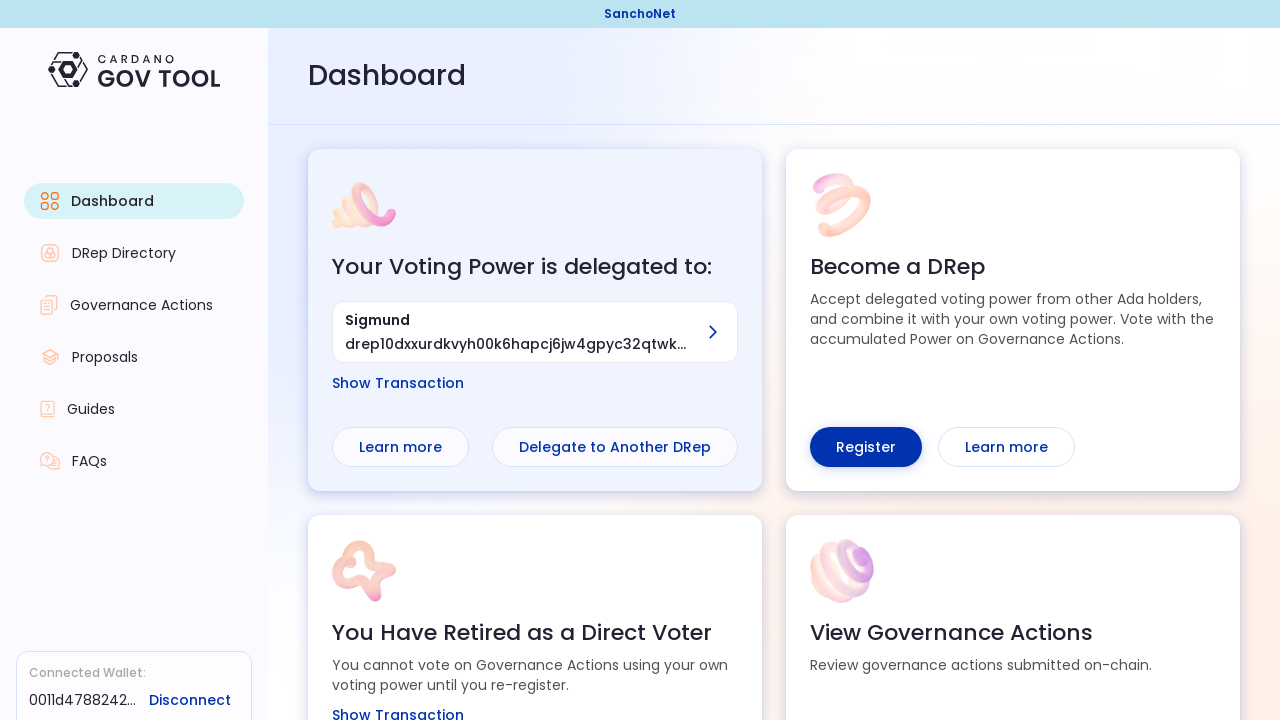 SanchoNet
CARDANO
GOV TOOL
Dashboard
DRep Directory
Governance Actions
Proposals
Guides
FAQs
Connected Wallet:
0011d4788242... Disconnect
Dashboard
Your Voting Power is delegated to:
Sigmund
drep10dxxurdkvyh00k6hapcj6jw4gpyc32qtwk...
Show Transaction
Learn more
Delegate to Another DRep
Become a DRep
Accept delegated voting power from other Ada holders,
and combine it with your own voting power. Vote with the
accumulated Power on Governance Actions.
Register
Learn more
You Have Retired as a Direct Voter
You cannot vote on Governance Actions using your own
voting power until you re-register.
Show Transaction
View Governance Actions
Review governance actions submitted on-chain.